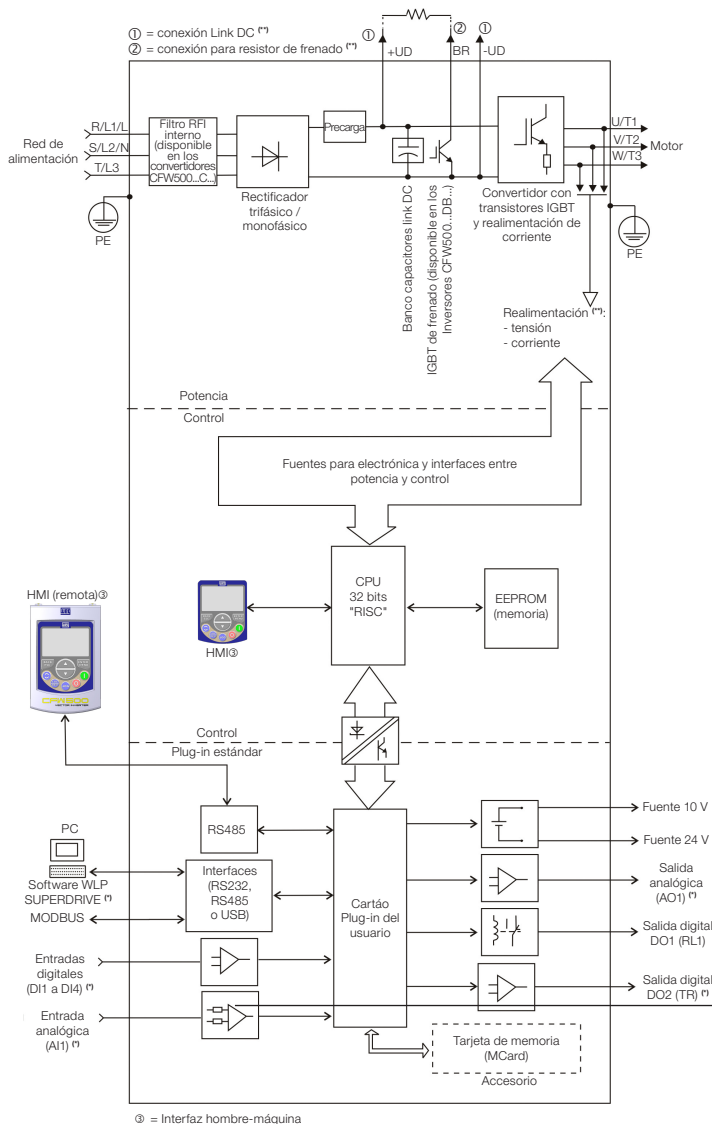 ① = conexión Link DC (**)
② = conexión para resistor de frenado (**)
①
+UD
②
BR
①
-UD
Red de
alimentación
R/L1/L
S/L2/N
T/L3
Filtro RFI
interno
(disponible
en los
convertidores
CFW500...C...)
Precarga
U/T1
V/T2
W/T3
Motor
PE
Rectificador
trifásico /
monofásico
Banco capacitores link DC
IGBT de frenado (disponible en los
Inversores CFW500...DB...)
Convertidor con
transistores IGBT
y realimentación de
corriente
PE
Realimentación (**):
- tensión
- corriente
Potencia
Control
Fuentes para electrónica y interfaces entre
potencia y control
CPU
32 bits
"RISC"
EEPROM
(memoria)
HMI (remota)③
HMI③
Control
Plug-in estándar
RS485
PC
Software WLP
SUPERDRIVE (*)
MODBUS
Interfaces
(RS232,
RS485
o USB)
Entradas
digitales
(DI1 a DI4) (*)
Entrada
analógica
(AI1) (*)
Cartáo
Plug-in del
usuario
Fuente 10 V
Fuente 24 V
Salida
analógica
(AO1) (*)
Salida digital
DO1 (RL1)
Salida digital
DO2 (TR) (*)
Tarjeta de memoria
(MCard)
Accesorio
③ = Interfaz hombre-máquina